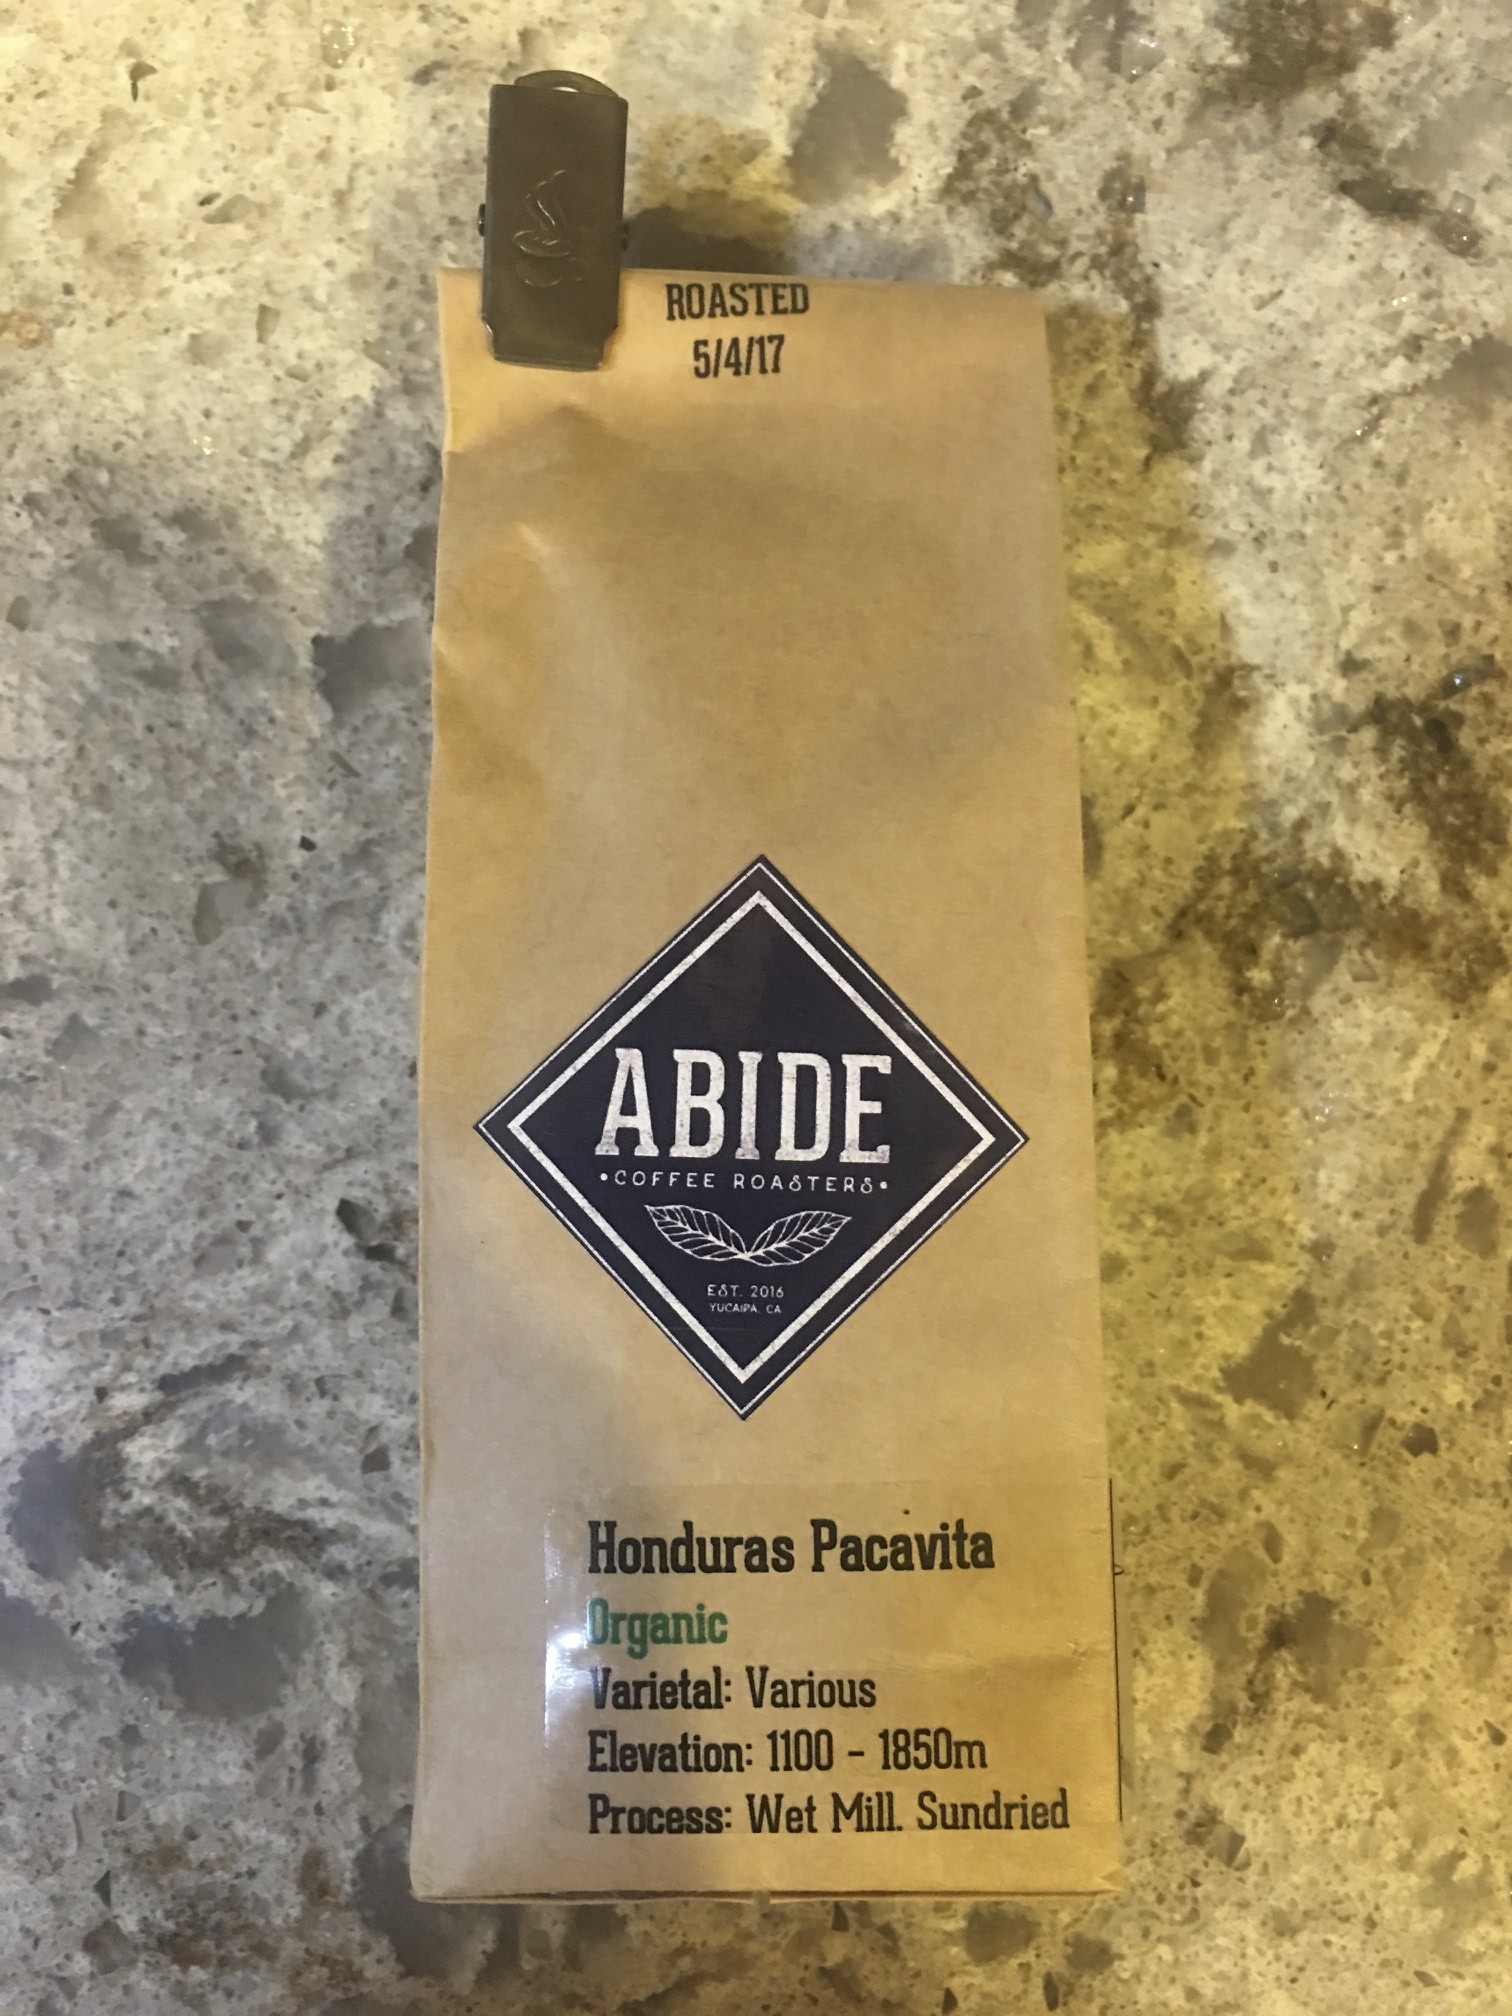 ROASTED
5/4/17
ABIDE
•COFFEE ROASTERS•
EST. 2016
YUCAIPA, CA
Honduras Pacavita
Organic
Varietal: Various
Elevation: 1100 - 1850m
Process: Wet Mill. Sundried